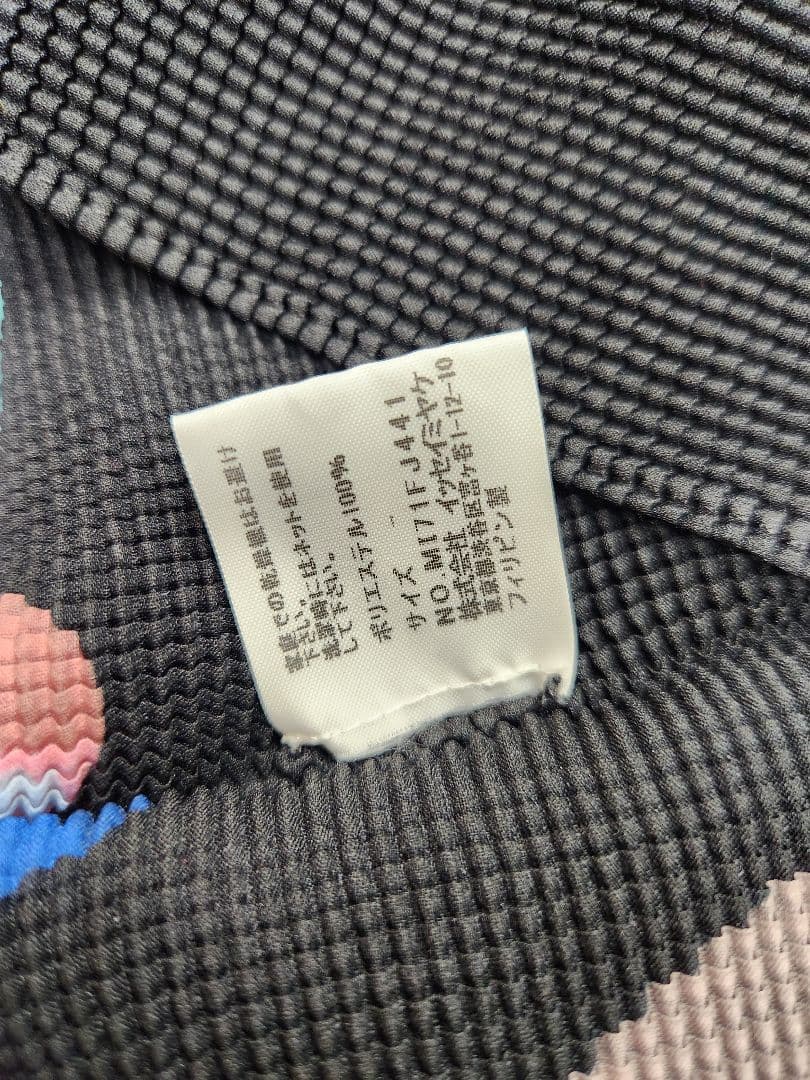 家庭での乾燥機はお避け
下さい。
洗濯時にはネットを使用
して下さい。
ポリエステル100%
サイズ -
NO.MI71FJ441
株式会社 イッセイミヤケ
東京都渋谷区富ヶ谷1-12-10
フィリピン製